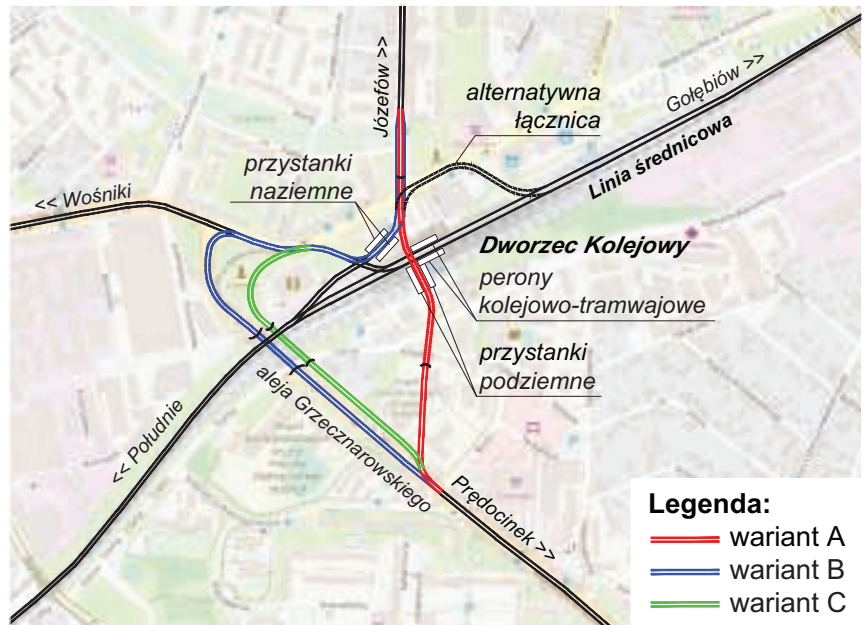 Józefów >>
alternatywna
łącznica
Gołębiów >>
Linia średnicowa
przystanki
naziemne
<< Wośniki
Dworzec Kolejowy
perony
kolejowo-tramwajowe
przystanki
podziemne
aleja Grzecznarowskiego
<< Południe
Prędocinek >>
Legenda:
wariant A
wariant B
wariant C